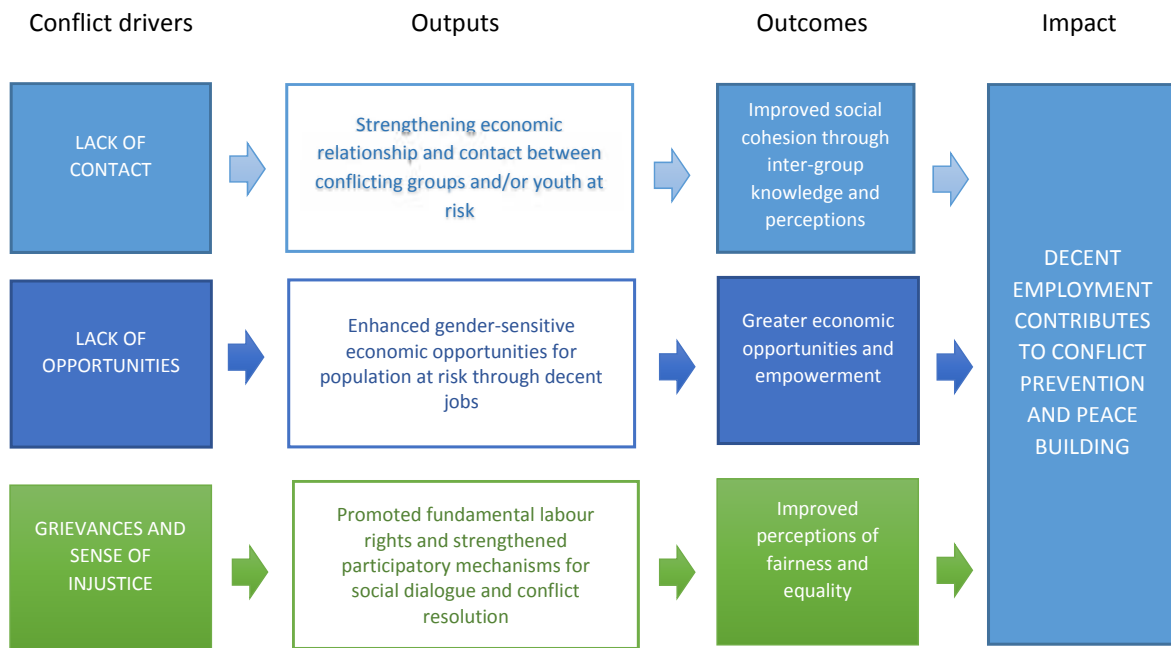 Conflict drivers
Outputs
Outcomes
Impact
LACK OF
CONTACT
Strengthening economic
relationship and contact between
conflicting groups and/or youth at
risk
Improved social
cohesion through
inter-group
knowledge and
perceptions
LACK OF
OPPORTUNITIES
Enhanced gender-sensitive
economic opportunities for
population at risk through decent
jobs
Greater economic
opportunities and
empowerment
GRIEVANCES AND
SENSE OF
INJUSTICE
Promoted fundamental labour
rights and strengthened
participatory mechanisms for
social dialogue and conflict
resolution
Improved
perceptions of
fairness and
equality
DECENT
EMPLOYMENT
CONTRIBUTES
TO CONFLICT
PREVENTION
AND PEACE
BUILDING